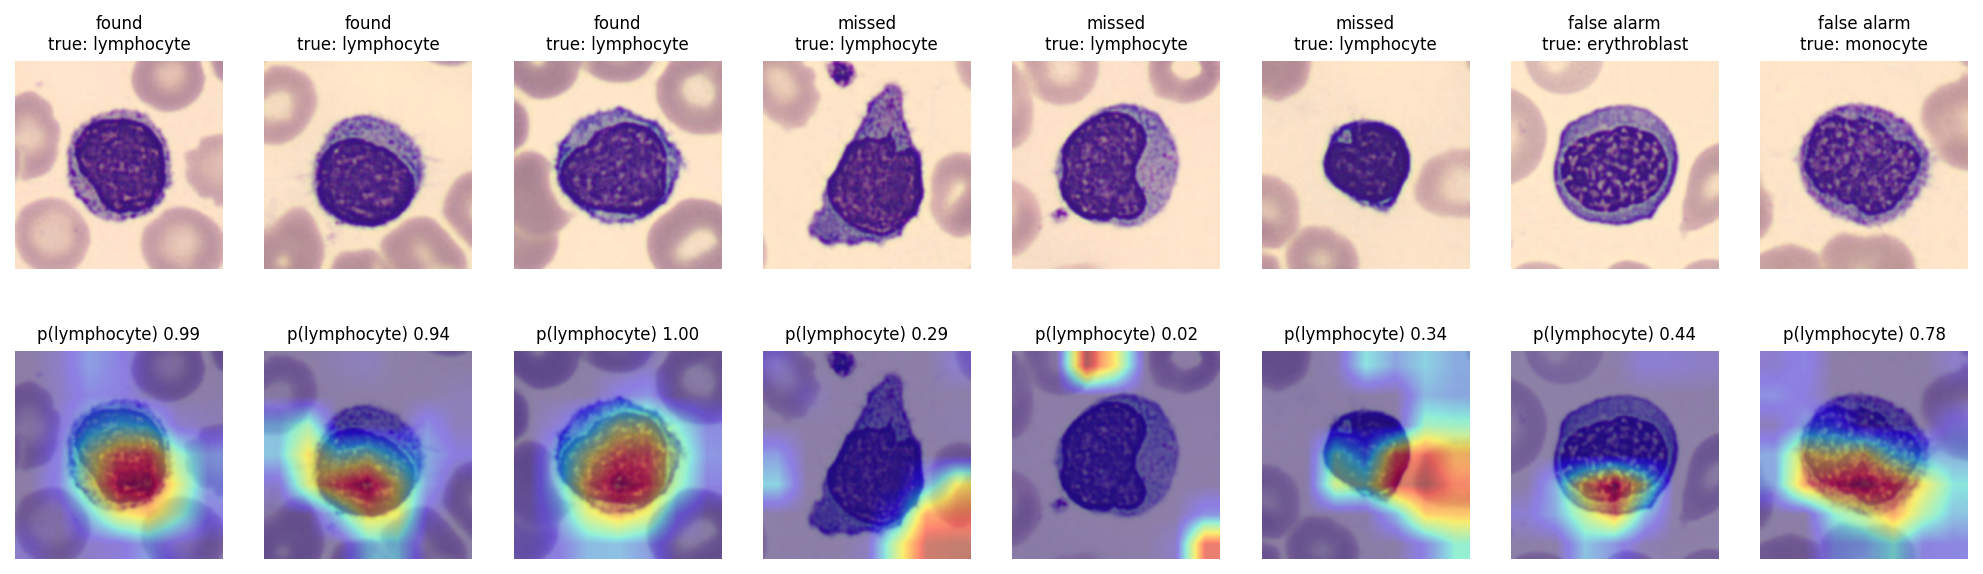 found
true: lymphocyte
found
true: lymphocyte
found
true: lymphocyte
missed
true: lymphocyte
missed
true: lymphocyte
missed
true: lymphocyte
false alarm
true: erythroblast
false alarm
true: monocyte
p(lymphocyte) 0.99
p(lymphocyte) 0.94
p(lymphocyte) 1.00
p(lymphocyte) 0.29
p(lymphocyte) 0.02
p(lymphocyte) 0.34
p(lymphocyte) 0.44
p(lymphocyte) 0.78